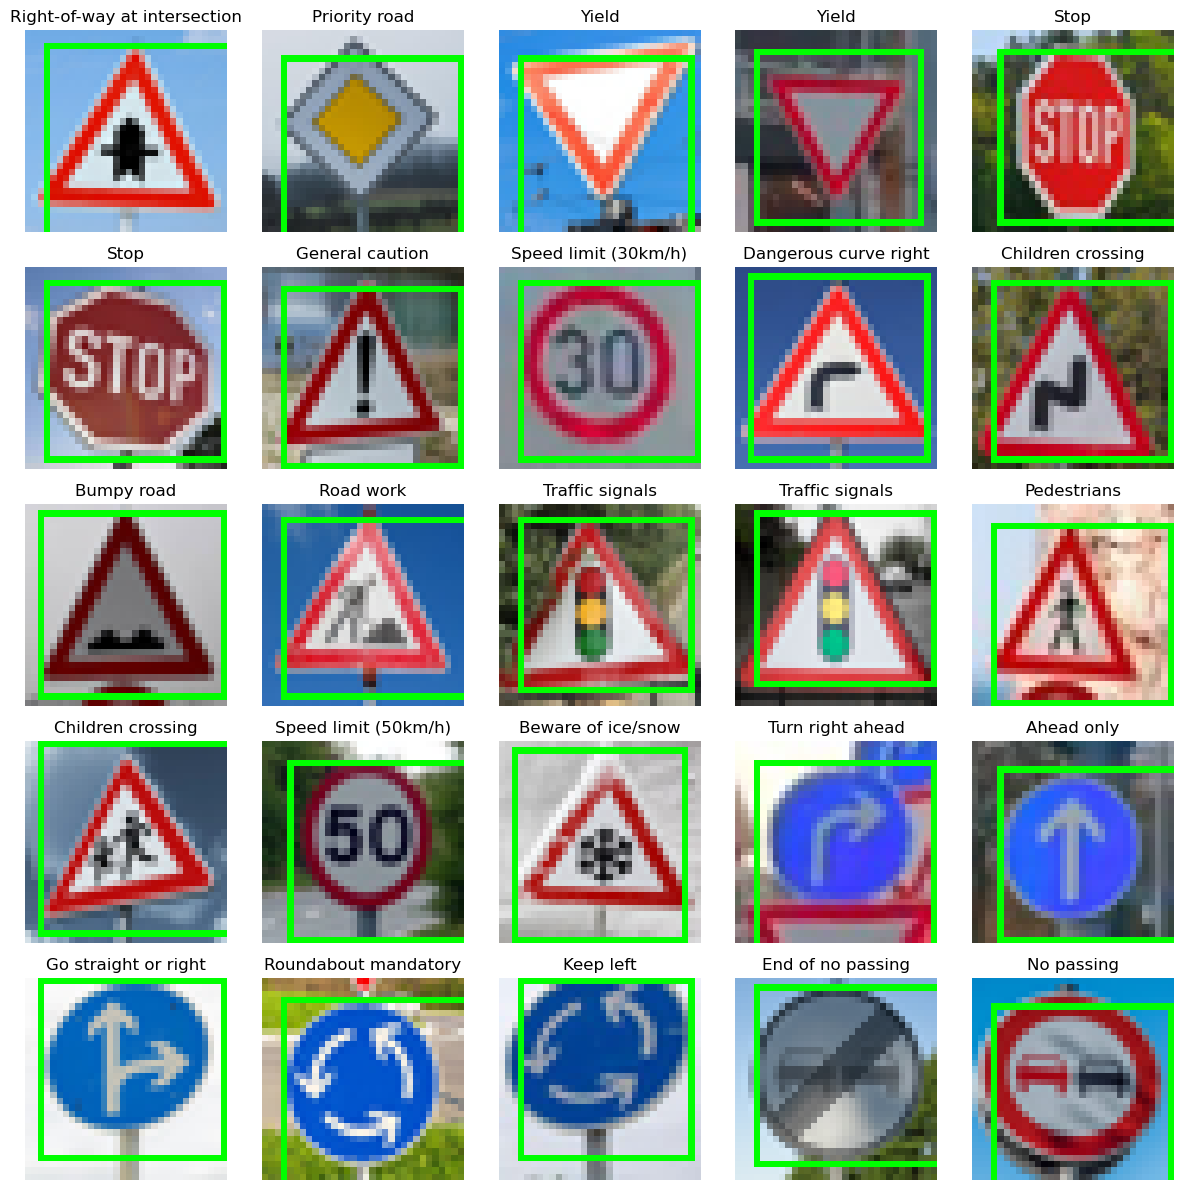 Right-of-way at intersection
Priority road
Yield
Yield
Stop
STOP
Stop
General caution
Speed limit (30km/h)
Dangerous curve right
Children crossing
STOP
30
Bumpy road
Road work
Traffic signals
Traffic signals
Pedestrians
Children crossing
Speed limit (50km/h)
Beware of ice/snow
Turn right ahead
Ahead only
50
Go straight or right
Roundabout mandatory
Keep left
End of no passing
No passing